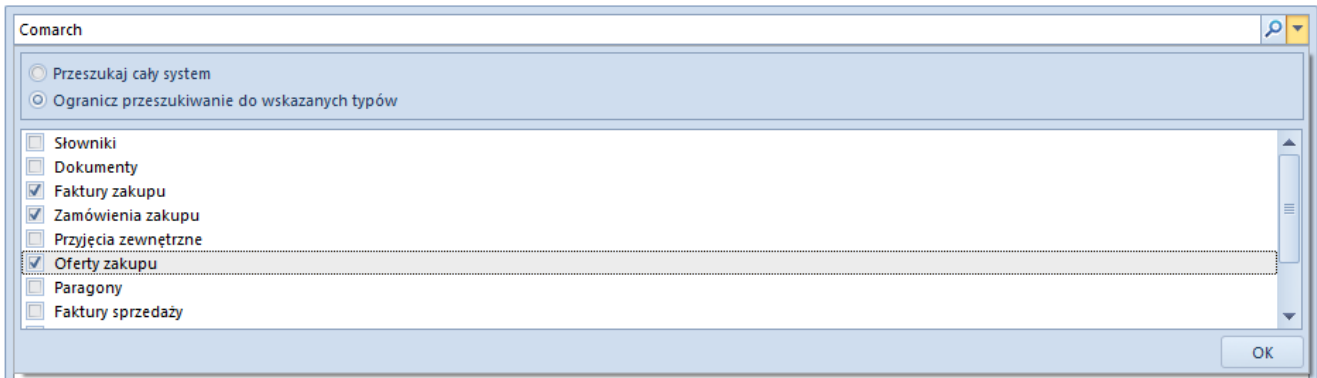 Comarch
Przeszukaj cały system
Ogranicz przeszukiwanie do wskazanych typów
Słowniki
Dokumenty
Faktury zakupu
Zamówienia zakupu
Przyjęcia zewnętrzne
Oferty zakupu
Paragony
Faktury sprzedaży
OK